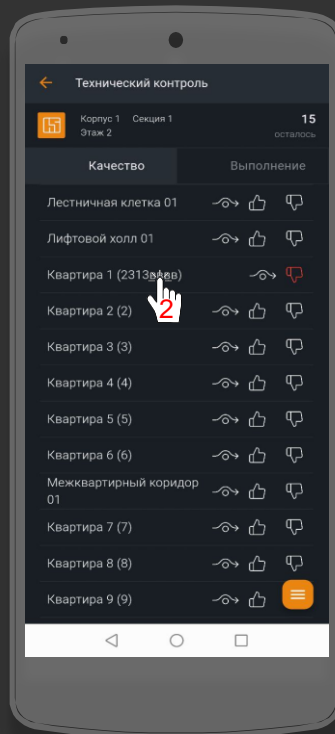 Технический контроль
Корпус 1 Секция 1
Этаж 2
15
осталось
Качество
Выполнение
Лестничная клетка 01
Лифтовой холл 01
Квартира 1
2
Квартира 2 (2)
Квартира 3 (3)
Квартира 4 (4)
Квартира 5 (5)
Квартира 6 (6)
Межквартирный коридор
01
Квартира 7 (7)
Квартира 8 (8)
Квартира 9 (9)